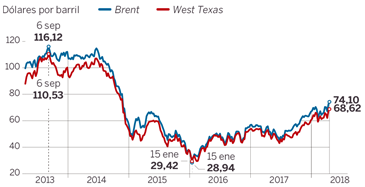 Dólares por barril
Brent
West Texas
6 sep
116,12
120
100
80
60
40
20
6 sep
110,53
15 ene
29,42
15 ene
28,94
74,10
68,62
2013
2014
2015
2016
2017
2018